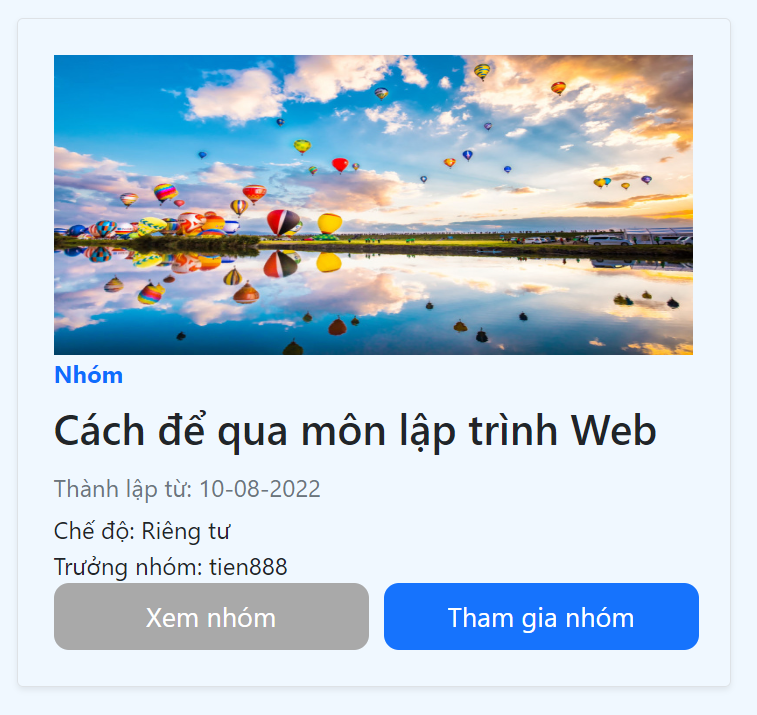 Nhóm
Cách để qua môn lập trình Web
Thành lập từ: 10-08-2022
Chế độ: Riêng tư
Trưởng nhóm: tien888
Xem nhóm
Tham gia nhóm